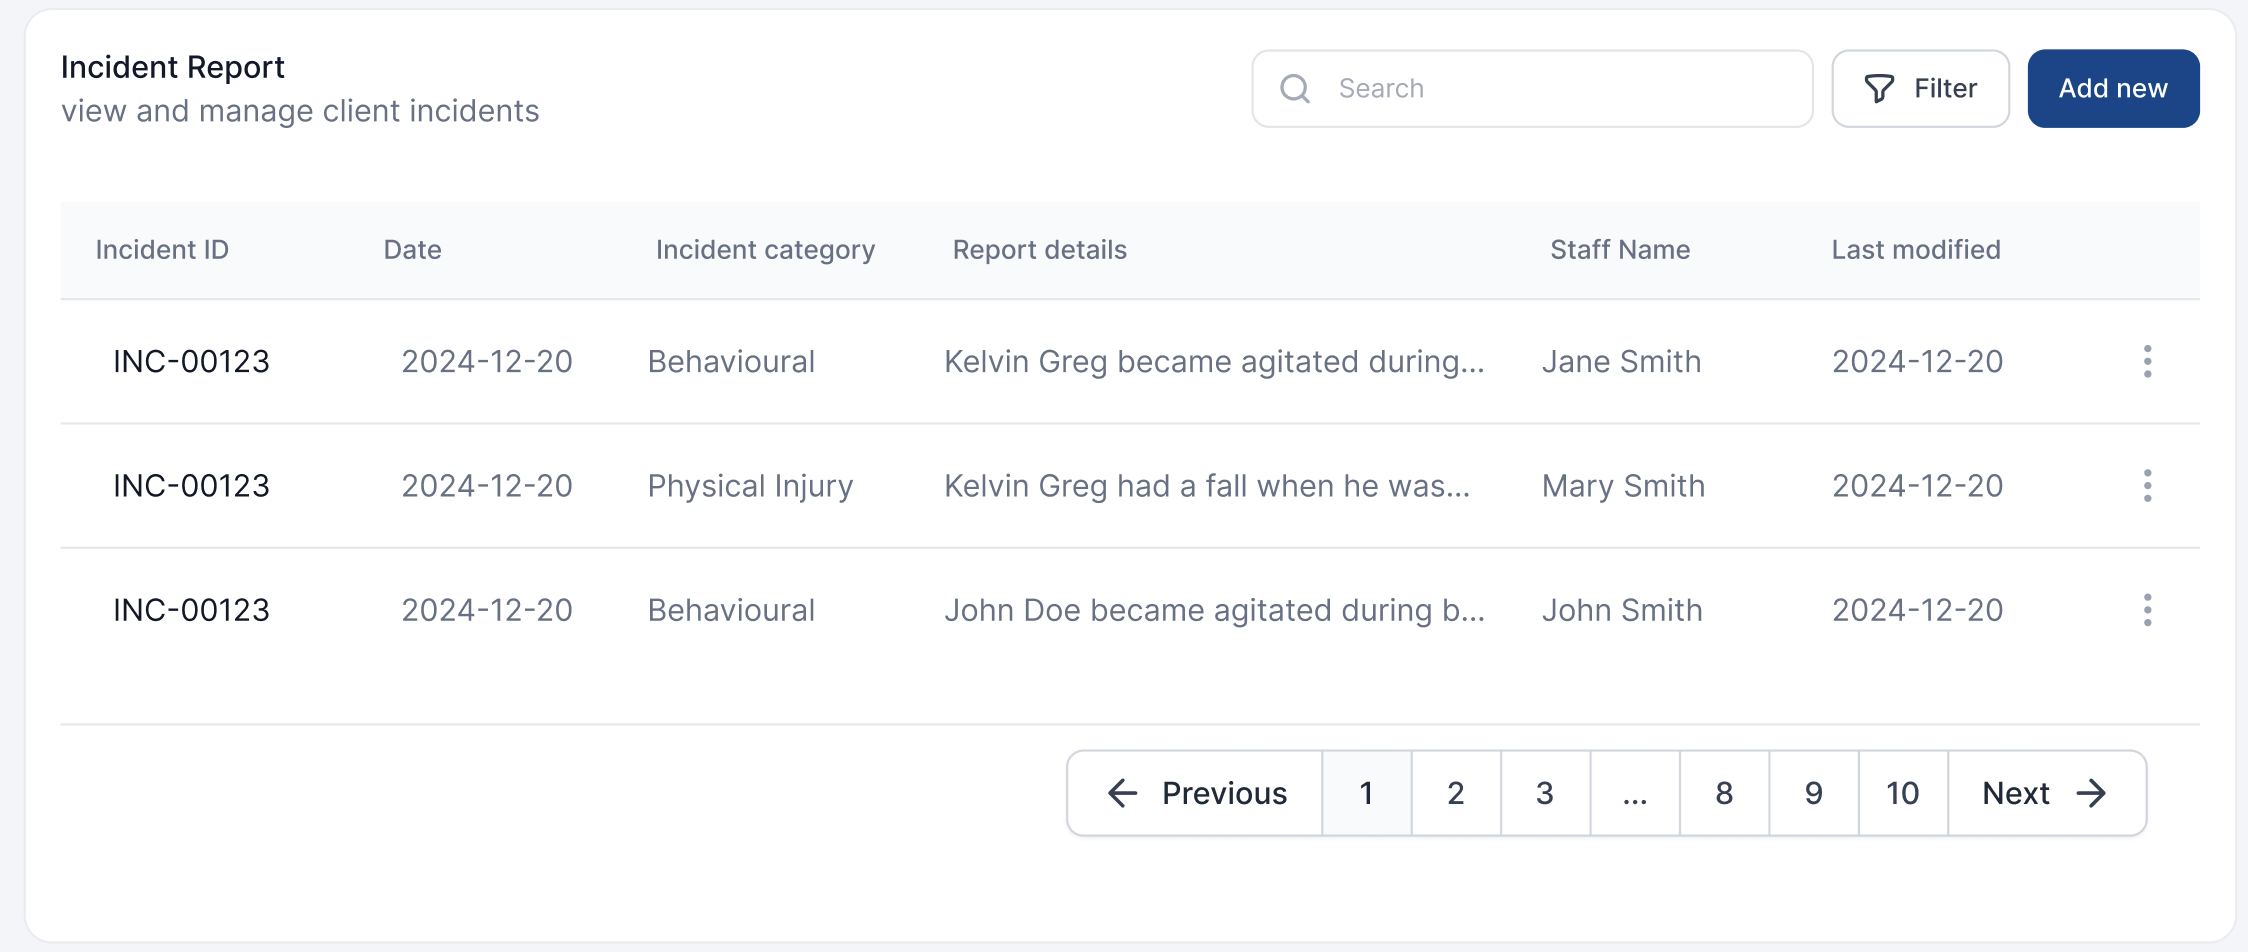 Incident Report
view and manage client incidents
Search
Filter
Add new
Incident ID Date Incident category Report details Staff Name Last modified
INC-00123 2024-12-20 Behavioural Kelvin Greg became agitated during... Jane Smith 2024-12-20
INC-00123 2024-12-20 Physical Injury Kelvin Greg had a fall when he was... Mary Smith 2024-12-20
INC-00123 2024-12-20 Behavioural John Doe became agitated during b... John Smith 2024-12-20
Previous 1 2 3 ... 8 9 10 Next